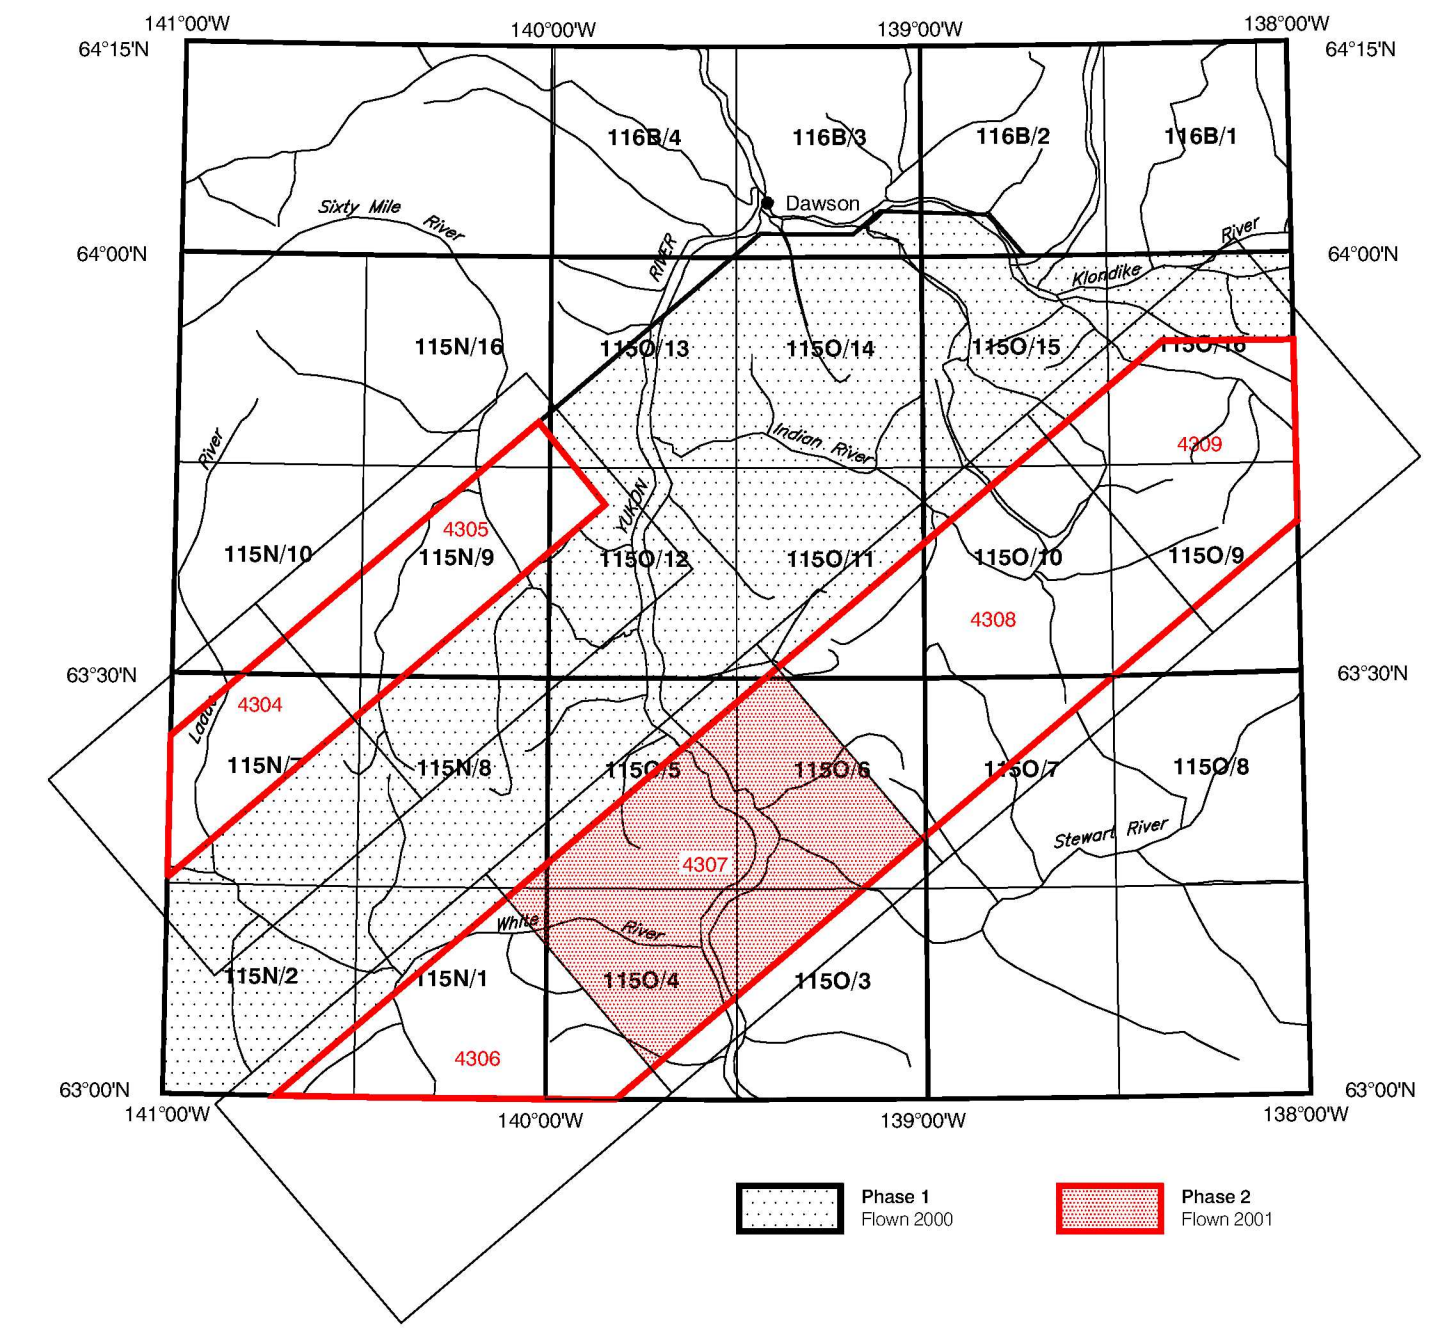 141°00'W
140°00'W
139°00'W
138°00'W
64°15'N
64°15'N
116B/4
116B/3
116B/2
116B/1
Dawson
Sixty Mile River
RIVER
River
64°00'N
64°00'N
Klondike
115N/16
115O/13
115O/14
115O/15
115O/16
River
Indian River
4309
YUKON
4305
115N/10
115N/9
115O/12
115O/11
115O/10
115O/9
4308
63°30'N
63°30'N
4304
115N/7
115N/8
115O/5
115O/6
115O/7
115O/8
Stewart River
4307
White River
115N/2
115N/1
115O/4
115O/3
4306
63°00'N
63°00'N
141°00'W
140°00'W
139°00'W
138°00'W
Phase 1
Flown 2000
Phase 2
Flown 2001